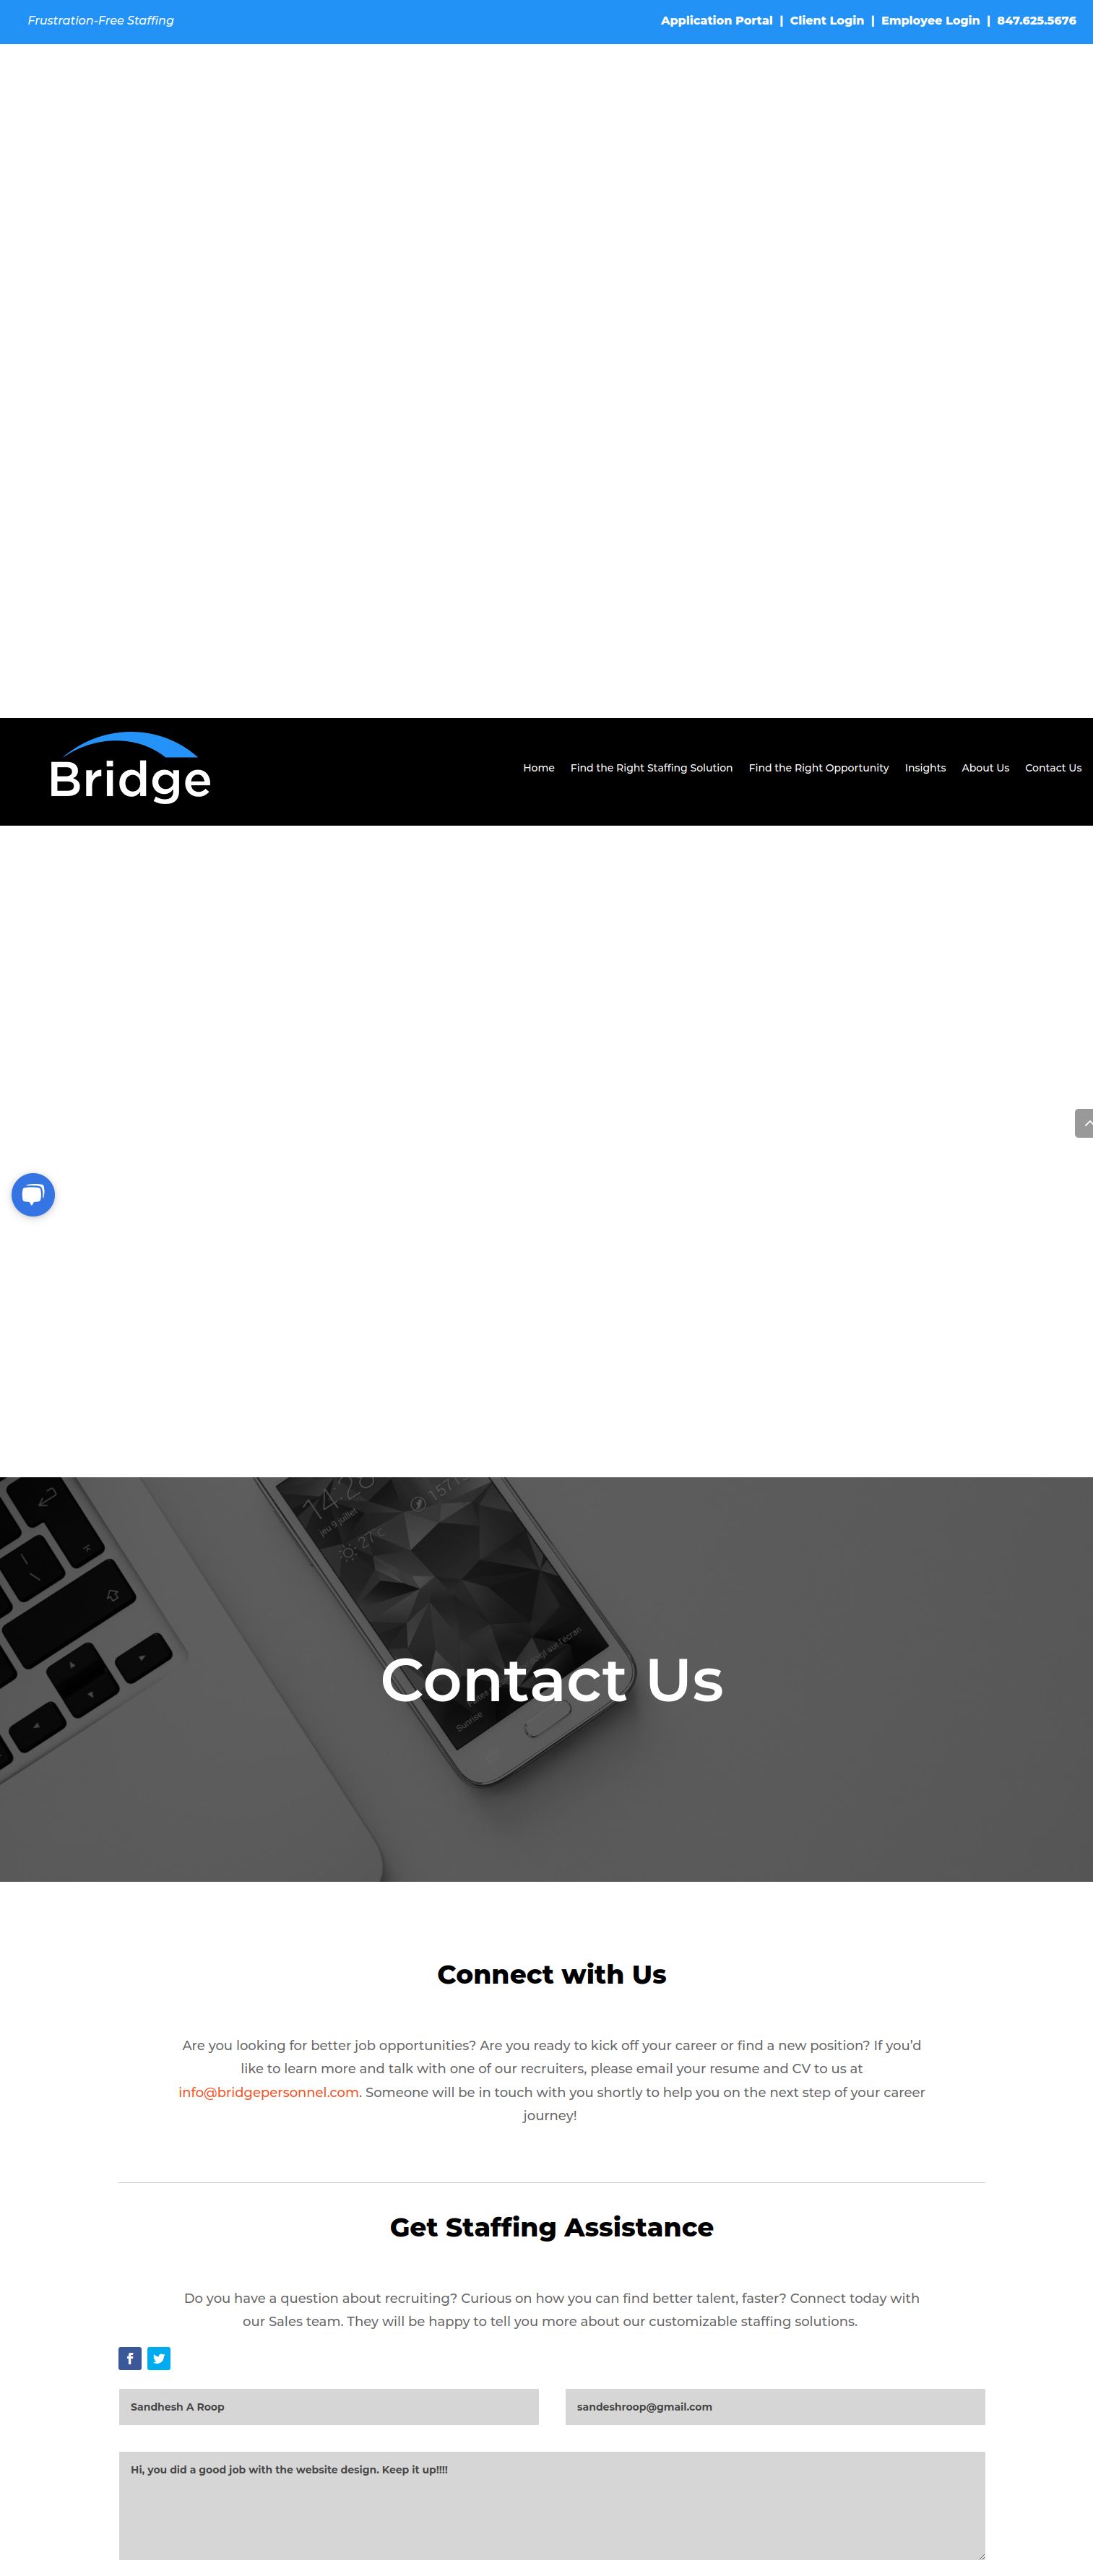 Frustration-Free Staffing
Application Portal | Client Login | Employee Login | 847.625.5676
Bridge
Home Find the Right Staffing Solution Find the Right Opportunity Insights About Us Contact Us
14:28
jeu 9 juillet
27°C
Sunrise
Contact Us
Connect with Us
Are you looking for better job opportunities? Are you ready to kick off your career or find a new position? If you’d
like to learn more and talk with one of our recruiters, please email your resume and CV to us at
info@bridgepersonnel.com. Someone will be in touch with you shortly to help you on the next step of your career
journey!
Get Staffing Assistance
Do you have a question about recruiting? Curious on how you can find better talent, faster? Connect today with
our Sales team. They will be happy to tell you more about our customizable staffing solutions.
Sandhesh A Roop
sandeshroop@gmail.com
Hi, you did a good job with the website design. Keep it up!!!!